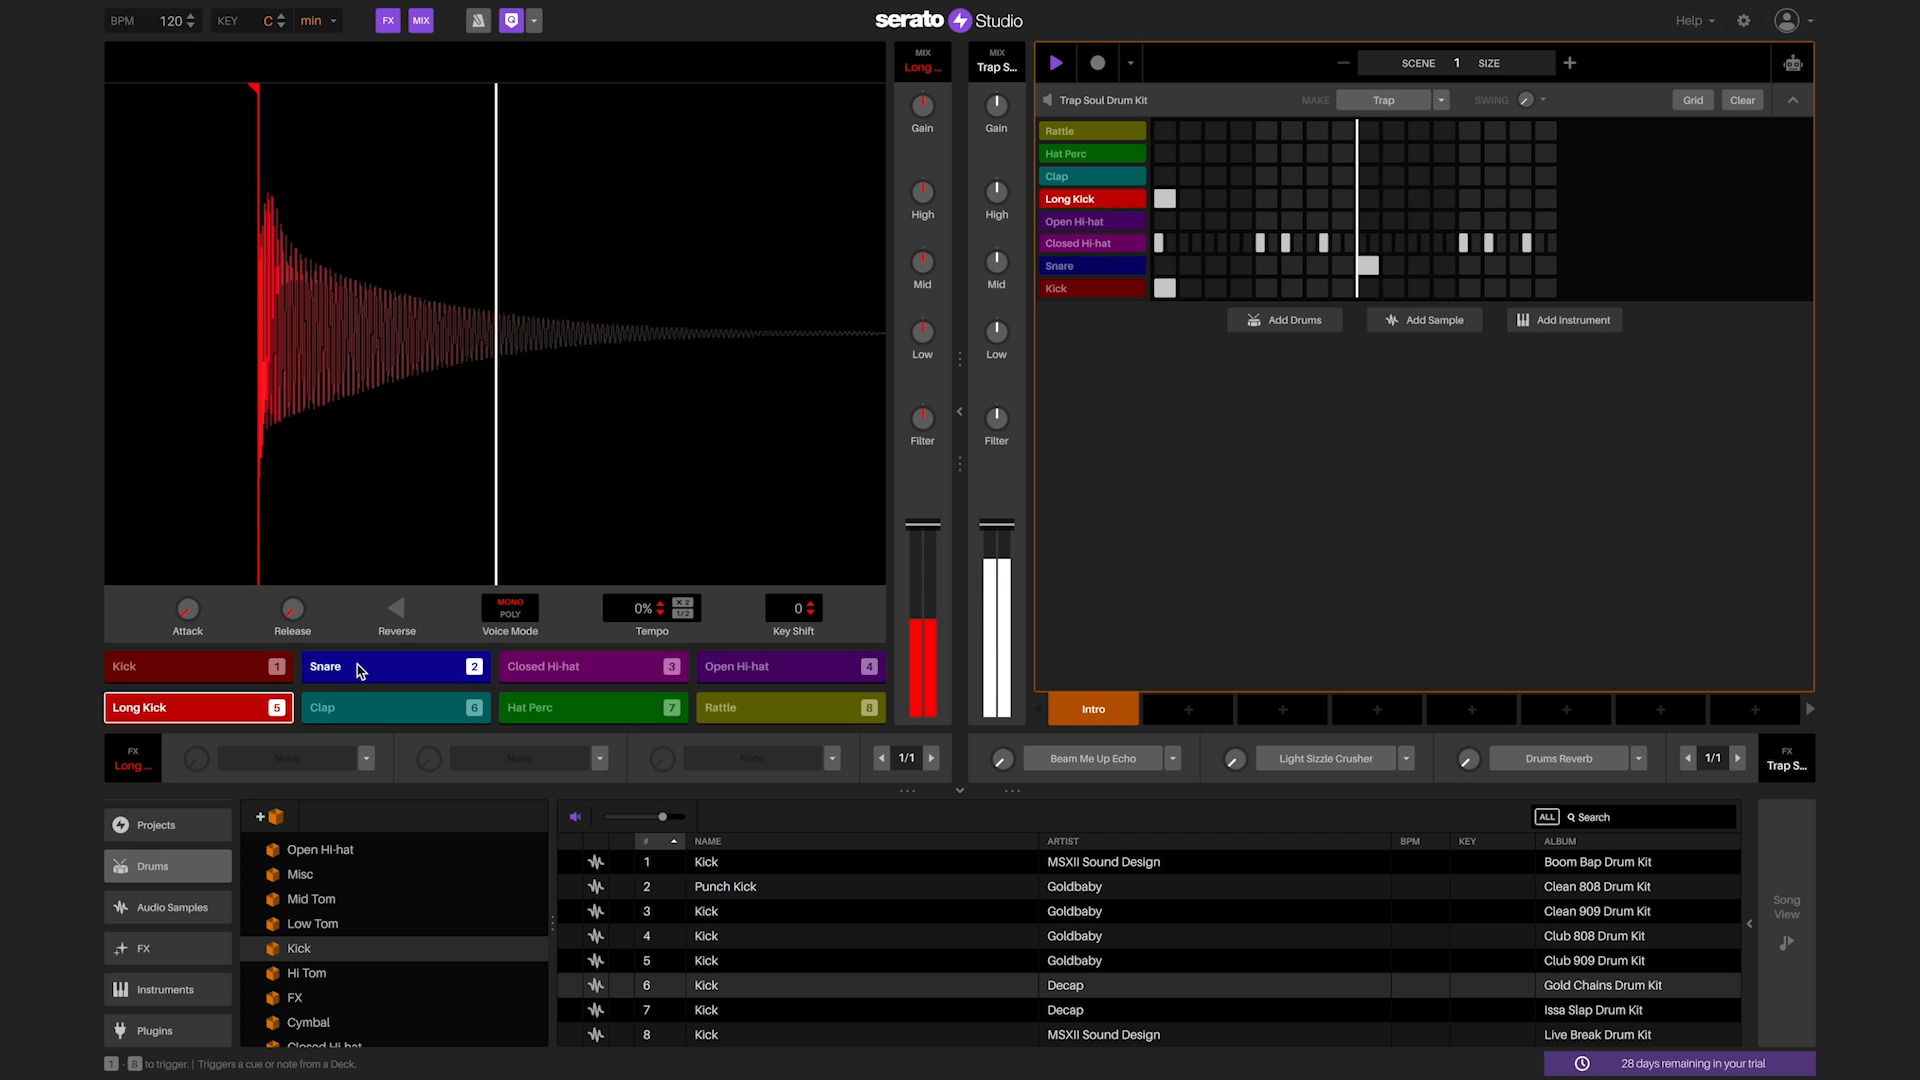 BPM 120 KEY C min FX MIX serato Studio Help
MIX Long ... MIX Trap S... SCENE 1 SIZE
Trap Soul Drum Kit MAKE Trap SWING Grid Clear
Gain Gain
Rattle
Hat Perc
Clap
Long Kick
Open Hi-hat
Closed Hi-hat
Snare
Kick
High High
Mid Mid
Low Low
Filter Filter
Add Drums Add Sample Add Instrument
MONO
POLY
0% x 2
1/2
0
Attack Release Reverse Voice Mode Tempo Key Shift
Kick 1 Snare 2 Closed Hi-hat 3 Open Hi-hat 4
Long Kick 5 Clap 6 Hat Perc 7 Rattle 8
Intro
FX Long ... None None None 1/1
Beam Me Up Echo Light Sizzle Crusher Drums Reverb 1/1 FX Trap S...
Projects
Drums
Audio Samples
FX
Instruments
Plugins
Open Hi-hat
Misc
Mid Tom
Low Tom
Kick
Hi Tom
FX
Cymbal
Closed Hi-hat
ALL Search
# NAME ARTIST BPM KEY ALBUM
1 Kick MSXII Sound Design Boom Bap Drum Kit
2 Punch Kick Goldbaby Clean 808 Drum Kit
3 Kick Goldbaby Clean 909 Drum Kit
4 Kick Goldbaby Club 808 Drum Kit
5 Kick Goldbaby Club 909 Drum Kit
6 Kick Decap Gold Chains Drum Kit
7 Kick Decap Issa Slap Drum Kit
8 Kick MSXII Sound Design Live Break Drum Kit
Song
View
1 - 8 to trigger. | Triggers a cue or note from a Deck.
28 days remaining in your trial